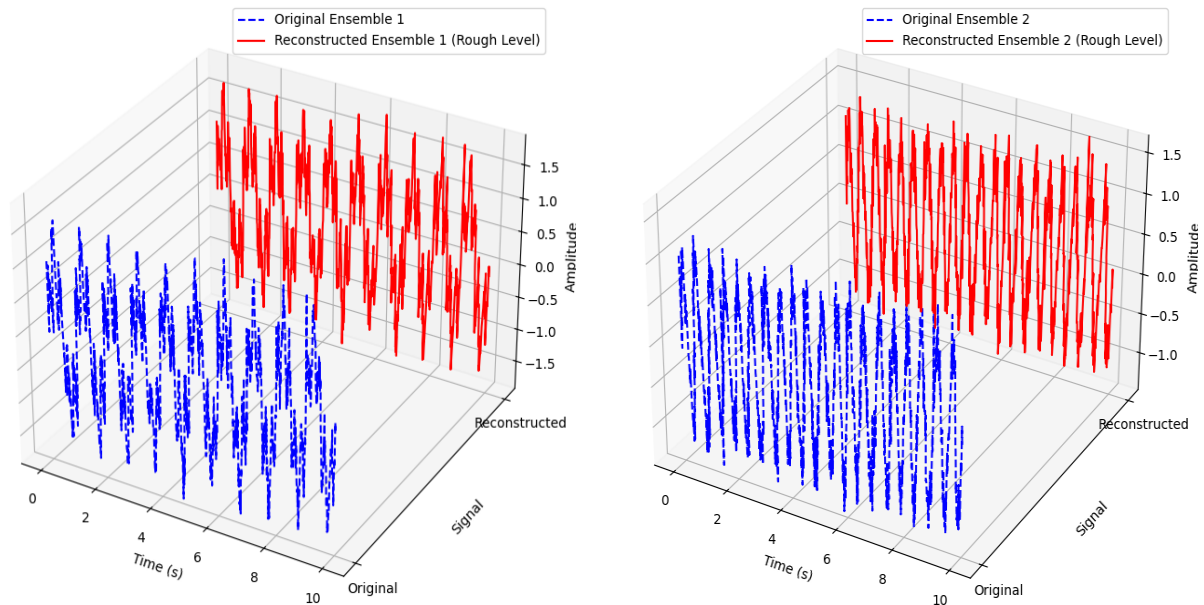 Original Ensemble 1
Reconstructed Ensemble 1 (Rough Level)
1.5
1.0
0.5
0.0
−0.5
−1.0
−1.5
Amplitude
Reconstructed
Signal
Original
0
2
4
6
8
10
Time (s)
Original Ensemble 2
Reconstructed Ensemble 2 (Rough Level)
1.5
1.0
0.5
0.0
−0.5
−1.0
Amplitude
Reconstructed
Signal
Original
0
2
4
6
8
10
Time (s)